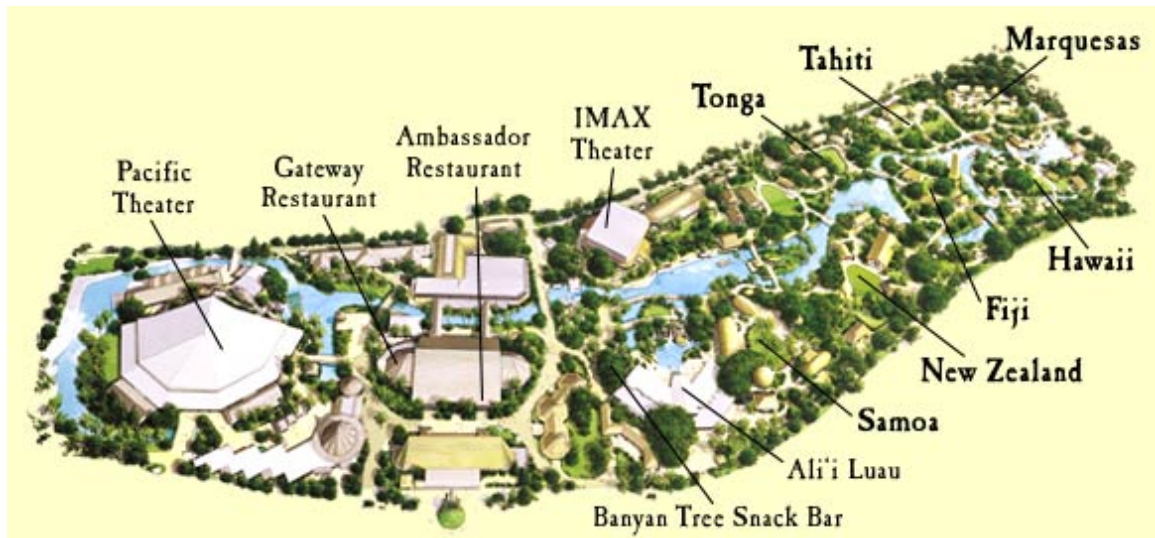 Marquesas
Tahiti
Tonga
IMAX
Theater
Ambassador
Restaurant
Gateway
Restaurant
Pacific
Theater
Hawaii
Fiji
New Zealand
Samoa
Ali'i Luau
Banyan Tree Snack Bar